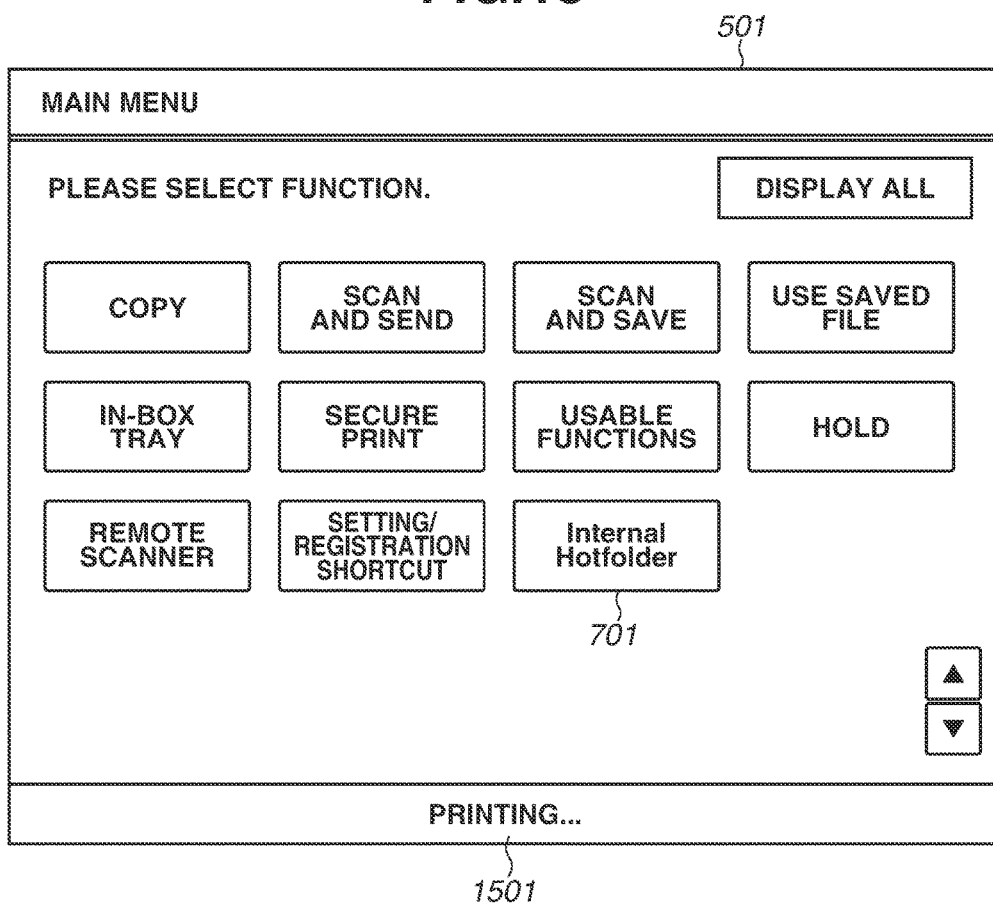 501
MAIN MENU
PLEASE SELECT FUNCTION.
DISPLAY ALL
COPY
SCAN
AND SEND
SCAN
AND SAVE
USE SAVED
FILE
IN-BOX
TRAY
SECURE
PRINT
USABLE
FUNCTIONS
HOLD
REMOTE
SCANNER
SETTING/
REGISTRATION
SHORTCUT
Internal
Hotfolder
701
PRINTING...
1501